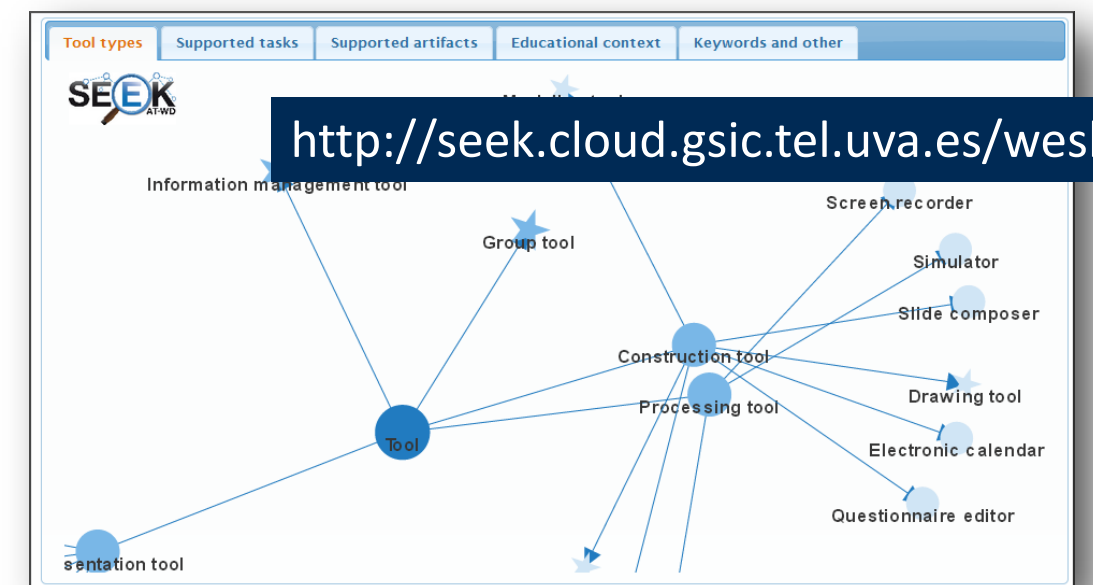 Tool types
Supported tasks
Supported artifacts
Educational context
Keywords and other
SEEK
AT-WD
http://seek.cloud.gsic.tel.uva.es/wes
Information management tool
Screen recorder
Group tool
Simulator
Slide composer
Construction tool
Drawing tool
Processing tool
Tool
Electronic calendar
Questionnaire editor
sentation tool